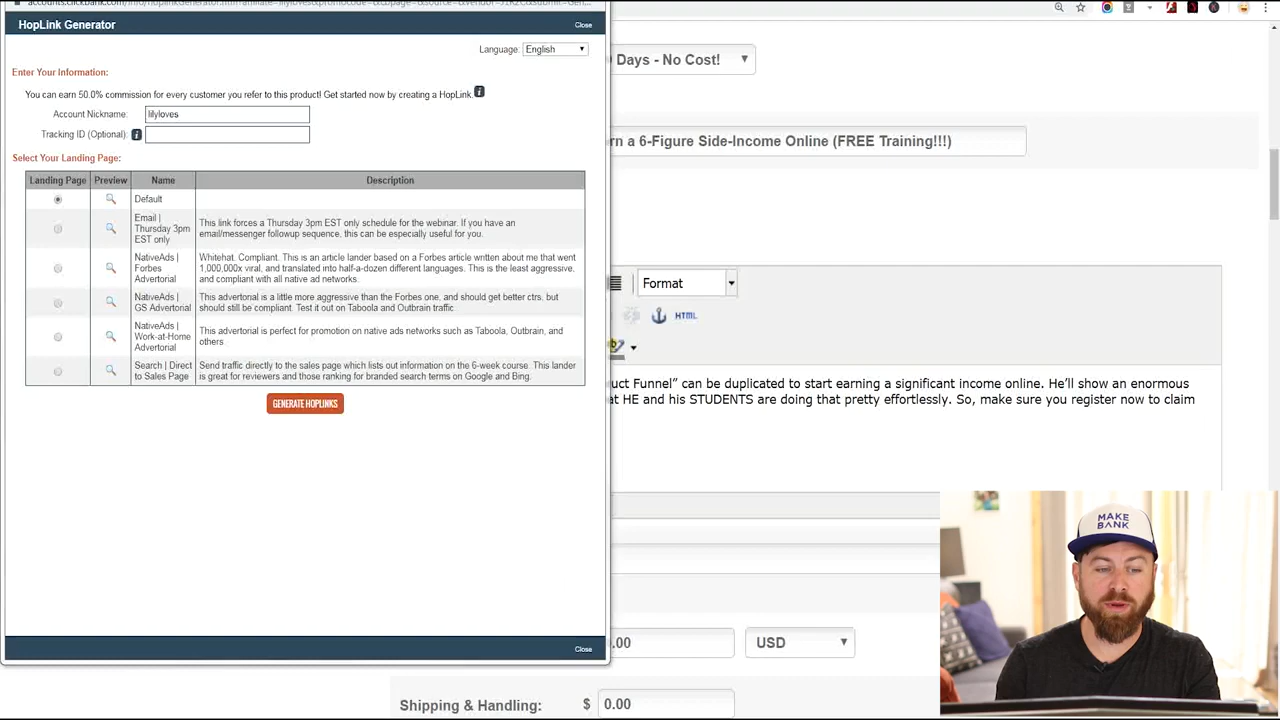 HopLink Generator
Close
Language: English
Enter Your Information:
You can earn 50.0% commission for every customer you refer to this product! Get started now by creating a HopLink.
Account Nickname: lilyloves
Tracking ID (Optional):
Select Your Landing Page:
Landing Page Preview Name Description
Default
Email |
Thursday 3pm
EST only
This link forces a Thursday 3pm EST only schedule for the webinar. If you have an
email/messenger followup sequence, this can be especially useful for you.
NativeAds |
Forbes
Advertorial
Whitehat. Compliant. This is an article lander based on a Forbes article written about me that went
1,000,000x viral, and translated into half-a-dozen different languages. This is the least aggressive,
and compliant with all native ad networks.
NativeAds |
GS Advertorial
This advertorial is a little more aggressive than the Forbes one, and should get better ctrs, but
should still be compliant. Test it out on Taboola and Outbrain traffic.
NativeAds |
Work-at-Home
Advertorial
This advertorial is perfect for promotion on native ads networks such as Taboola, Outbrain, and
others.
Search | Direct
to Sales Page
Send traffic directly to the sales page which lists out information on the 6-week course. This lander
is great for reviewers and those ranking for branded search terms on Google and Bing.
GENERATE HOPLINKS
Close
Days - No Cost!
rn a 6-Figure Side-Income Online (FREE Training!!!)
Format
HTML
uct Funnel” can be duplicated to start earning a significant income online. He’ll show an enormous
at HE and his STUDENTS are doing that pretty effortlessly. So, make sure you register now to claim
.00
USD
Shipping & Handling: $ 0.00
MAKE
BANK